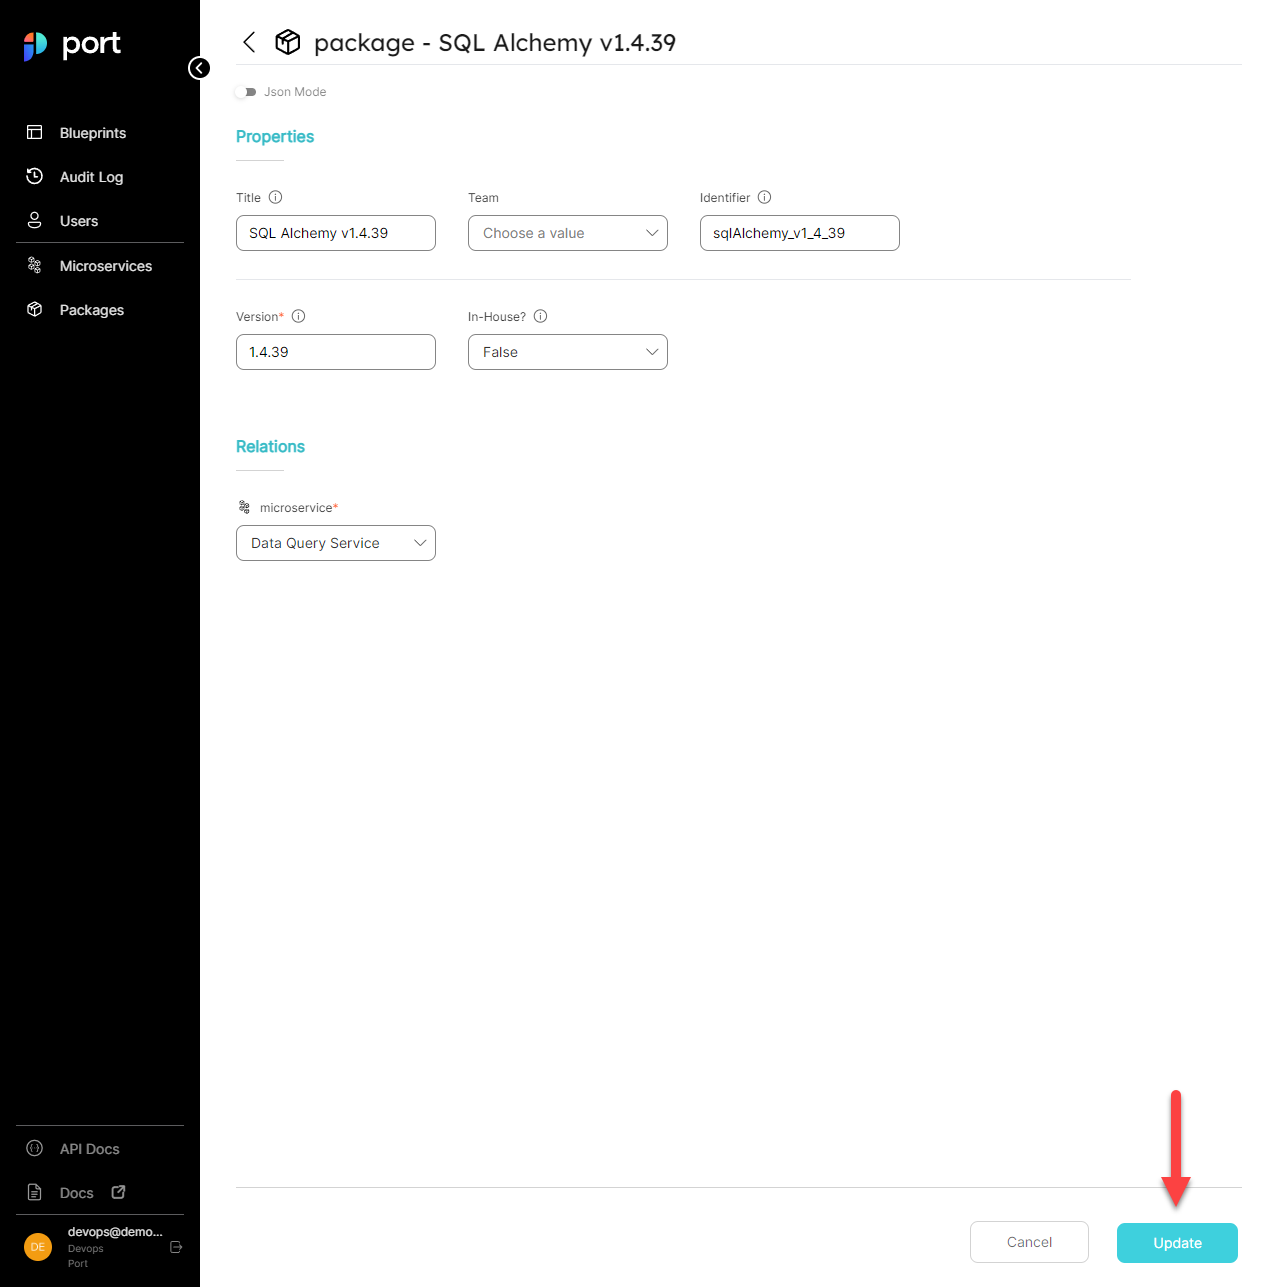 port
Blueprints
Audit Log
Users
Microservices
Packages
API Docs
Docs
DE
devops@demo...
Devops
Port
package - SQL Alchemy v1.4.39
Json Mode
Properties
Title
Team
Identifier
SQL Alchemy v1.4.39
Choose a value
sqlAlchemy_v1_4_39
Version*
In-House?
1.4.39
False
Relations
microservice*
Data Query Service
Cancel
Update